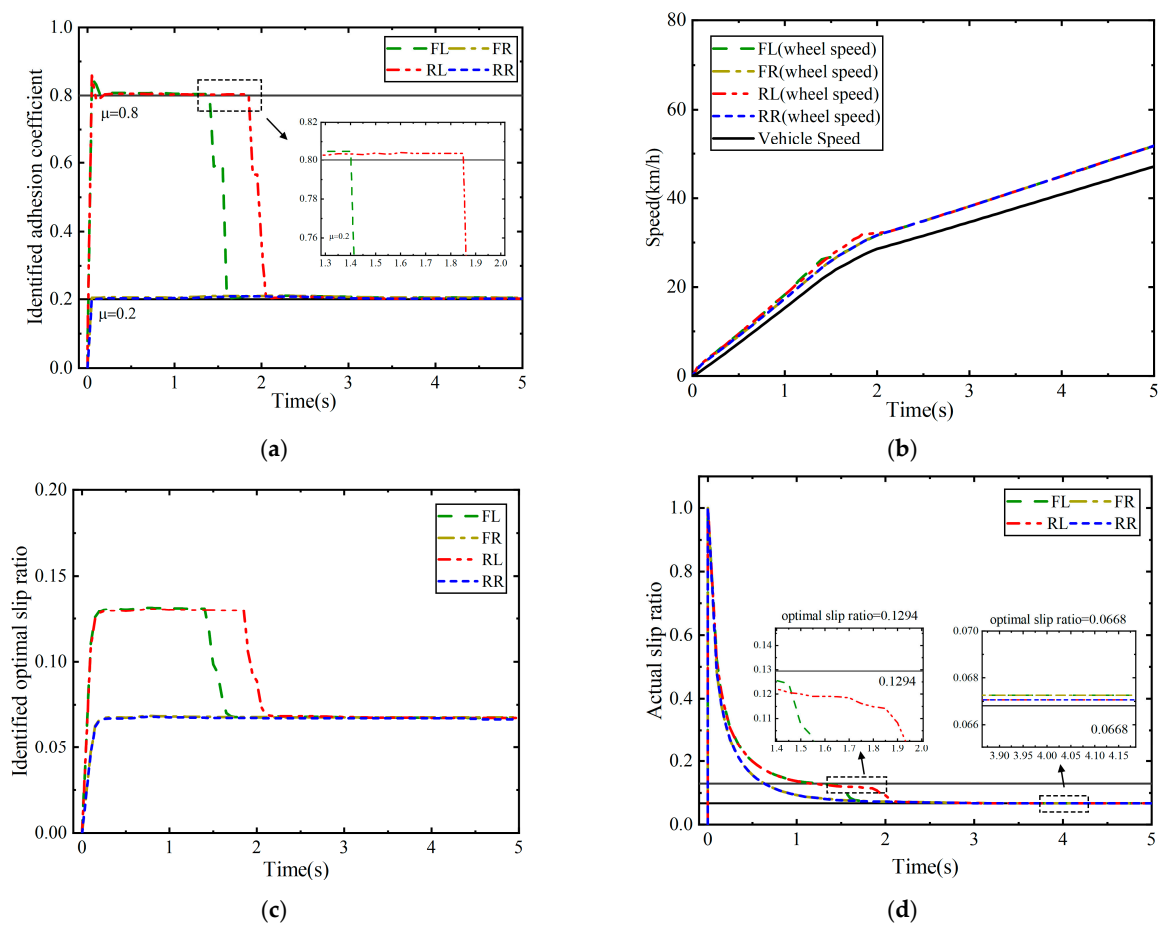 1.0
0.8
0.6
0.4
0.2
0.0
Identified adhesion coefficient
FL FR
RL RR
μ=0.8
μ=0.2
0.82
0.80
0.78
0.76
μ=0.2
1.3 1.4 1.5 1.6 1.7 1.8 1.9 2.0
0 1 2 3 4 5
Time(s)
(a)
80
60
40
20
0
Speed(km/h)
FL(wheel speed)
FR(wheel speed)
RL(wheel speed)
RR(wheel speed)
Vehicle Speed
0 1 2 3 4 5
Time(s)
(b)
0.20
0.15
0.10
0.05
0.00
Identified optimal slip ratio
FL
FR
RL
RR
0 1 2 3 4 5
Time(s)
(c)
1.0
0.8
0.6
0.4
0.2
0.0
Actual slip ratio
FL FR
RL RR
optimal slip ratio=0.1294
0.14
0.13
0.12
0.11
0.1294
1.4 1.5 1.6 1.7 1.8 1.9 2.0
optimal slip ratio=0.0668
0.070
0.068
0.066
0.0668
3.90 3.95 4.00 4.05 4.10 4.15
0 1 2 3 4 5
Time(s)
(d)